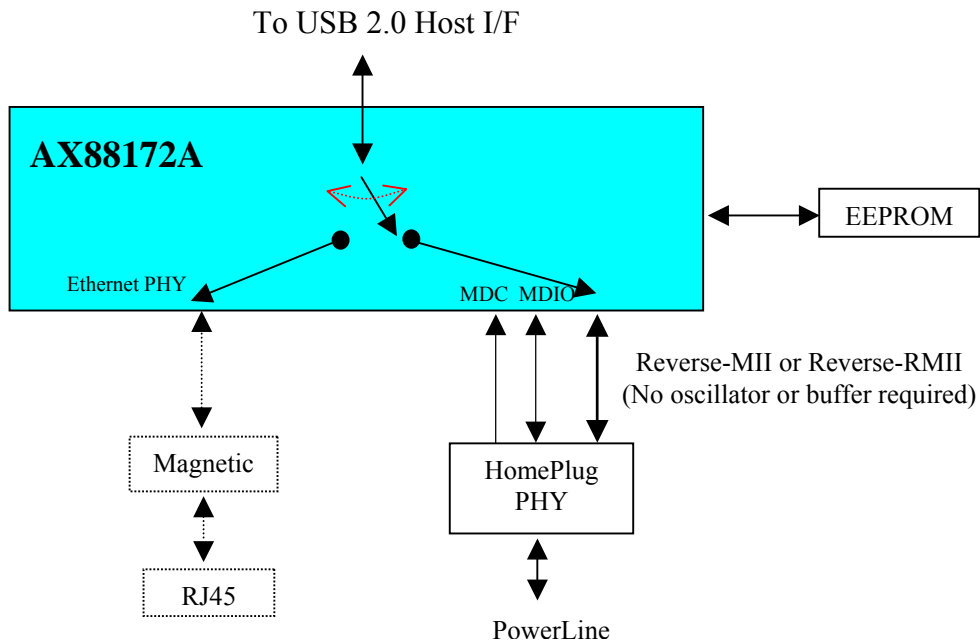 To USB 2.0 Host I/F
AX88172A
EEPROM
Ethernet PHY
MDC MDIO
Reverse-MII or Reverse-RMII
(No oscillator or buffer required)
Magnetic
HomePlug
PHY
RJ45
PowerLine